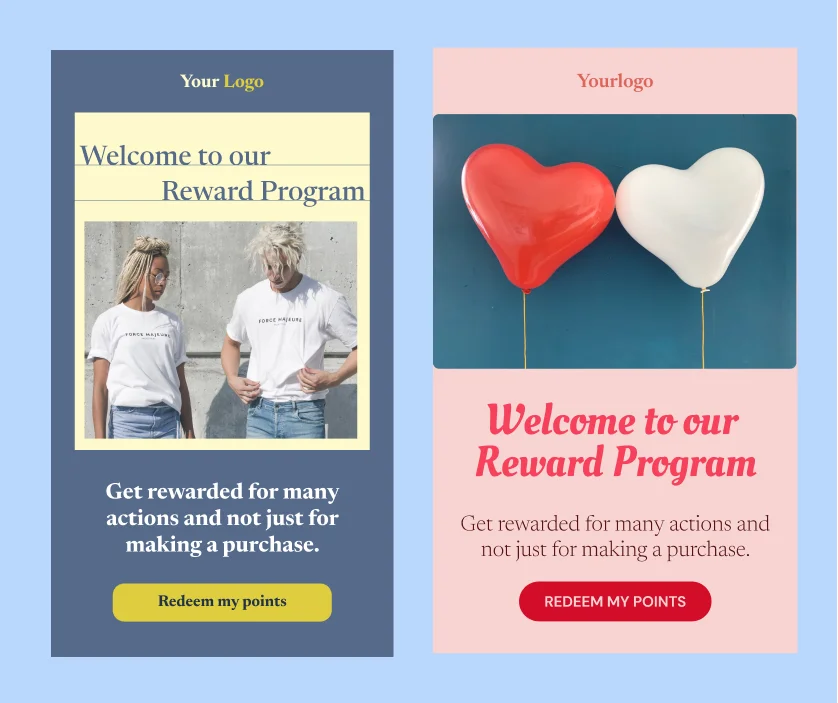 Your Logo
Welcome to our
Reward Program
FORCE MAJEURE
FORCE MAJEURE
Get rewarded for many
actions and not just for
making a purchase.
Redeem my points
Yourlogo
Welcome to our
Reward Program
Get rewarded for many actions and
not just for making a purchase.
REDEEM MY POINTS